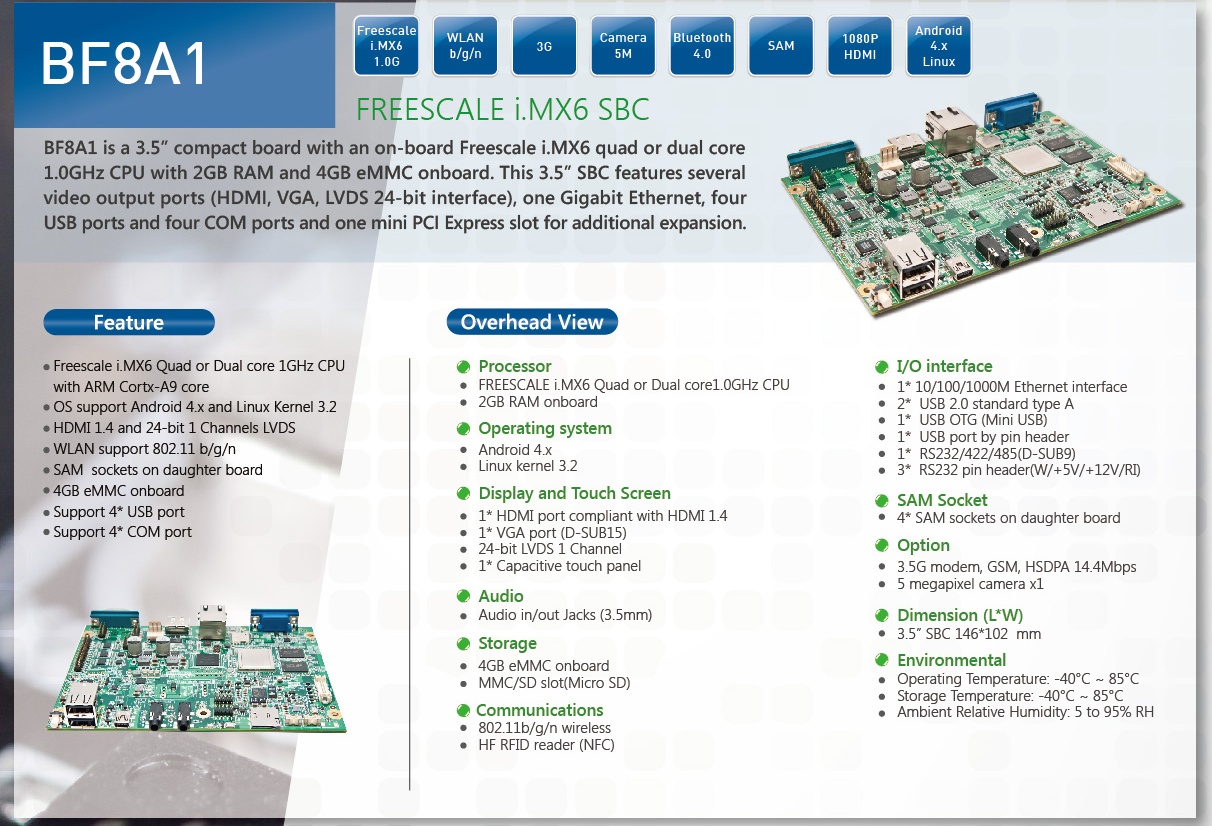 BF8A1
Freescale
i.MX6
1.0G
WLAN
b/g/n
3G
Camera
5M
Bluetooth
4.0
SAM
1080P
HDMI
Android
4.x
Linux
FREESCALE i.MX6 SBC
BF8A1 is a 3.5” compact board with an on-board Freescale i.MX6 quad or dual core
1.0GHz CPU with 2GB RAM and 4GB eMMC onboard. This 3.5” SBC features several
video output ports (HDMI, VGA, LVDS 24-bit interface), one Gigabit Ethernet, four
USB ports and four COM ports and one mini PCI Express slot for additional expansion.
Feature
• Freescale i.MX6 Quad or Dual core 1GHz CPU
with ARM Cortx-A9 core
• OS support Android 4.x and Linux Kernel 3.2
• HDMI 1.4 and 24-bit 1 Channels LVDS
• WLAN support 802.11 b/g/n
• SAM sockets on daughter board
• 4GB eMMC onboard
• Support 4* USB port
• Support 4* COM port
Overhead View
Processor
• FREESCALE i.MX6 Quad or Dual core1.0GHz CPU
• 2GB RAM onboard
Operating system
• Android 4.x
• Linux kernel 3.2
Display and Touch Screen
• 1* HDMI port compliant with HDMI 1.4
• 1* VGA port (D-SUB15)
• 24-bit LVDS 1 Channel
• 1* Capacitive touch panel
Audio
• Audio in/out Jacks (3.5mm)
Storage
• 4GB eMMC onboard
• MMC/SD slot(Micro SD)
Communications
• 802.11b/g/n wireless
• HF RFID reader (NFC)
I/O interface
• 1* 10/100/1000M Ethernet interface
• 2* USB 2.0 standard type A
• 1* USB OTG (Mini USB)
• 1* USB port by pin header
• 1* RS232/422/485(D-SUB9)
• 3* RS232 pin header(W/+5V/+12V/RI)
SAM Socket
• 4* SAM sockets on daughter board
Option
• 3.5G modem, GSM, HSDPA 14.4Mbps
• 5 megapixel camera x1
Dimension (L*W)
• 3.5” SBC 146*102 mm
Environmental
• Operating Temperature: -40°C ~ 85°C
• Storage Temperature: -40°C ~ 85°C
• Ambient Relative Humidity: 5 to 95% RH